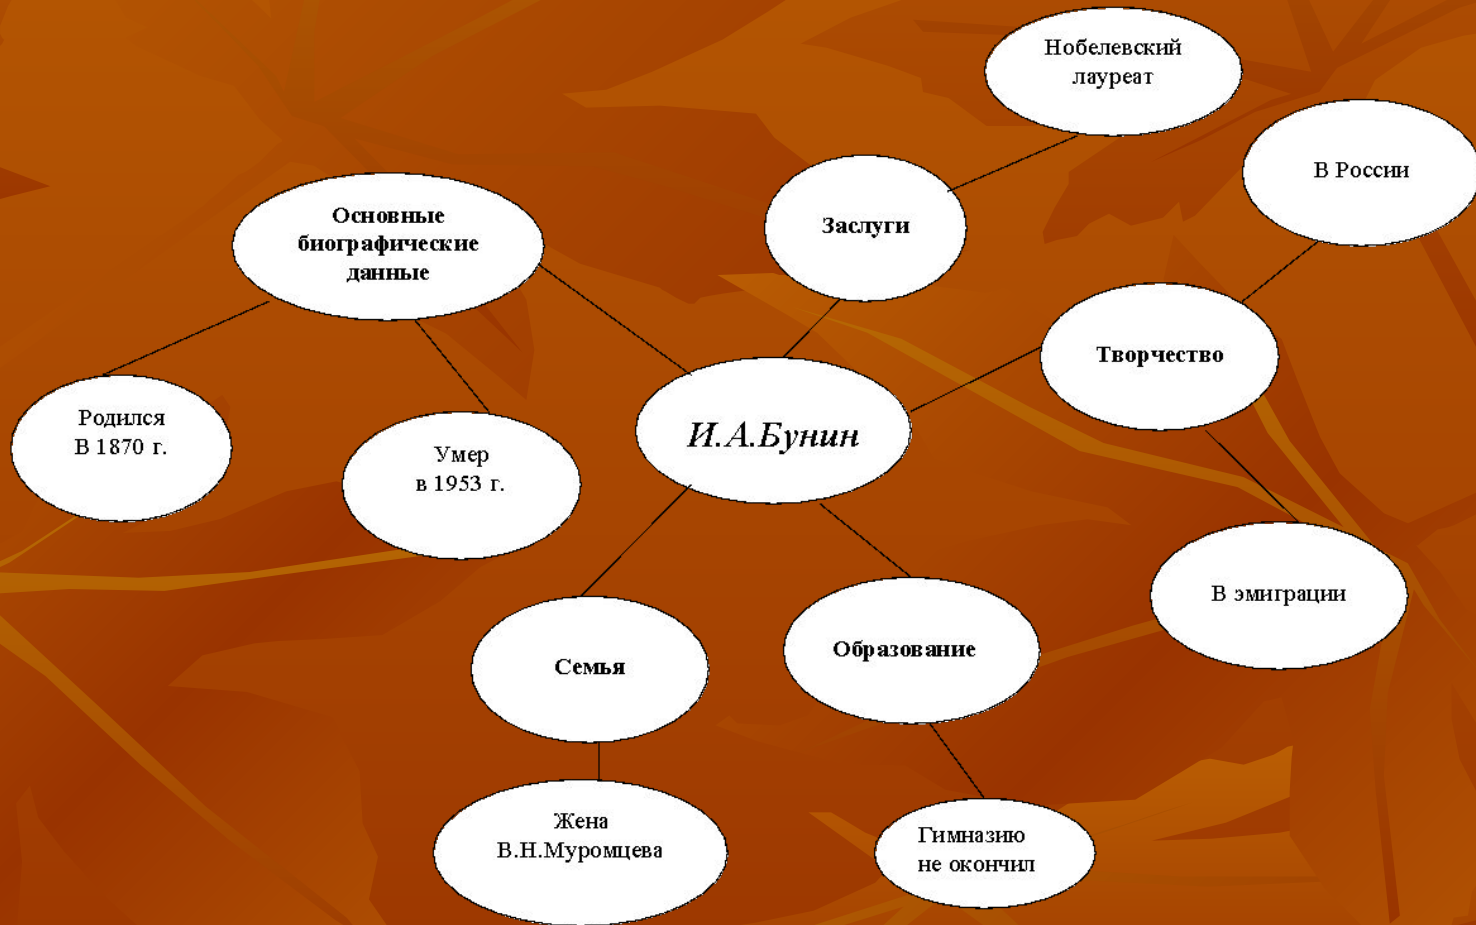 Нобелевский
лауреат
В России
Заслуги
Основные
биографические
данные
Творчество
Родился
В 1870 г.
Умер
в 1953 г.
И.А.Бунин
В эмиграции
Семья
Образование
Жена
В.Н.Муромцева
Гимназию
не окончил